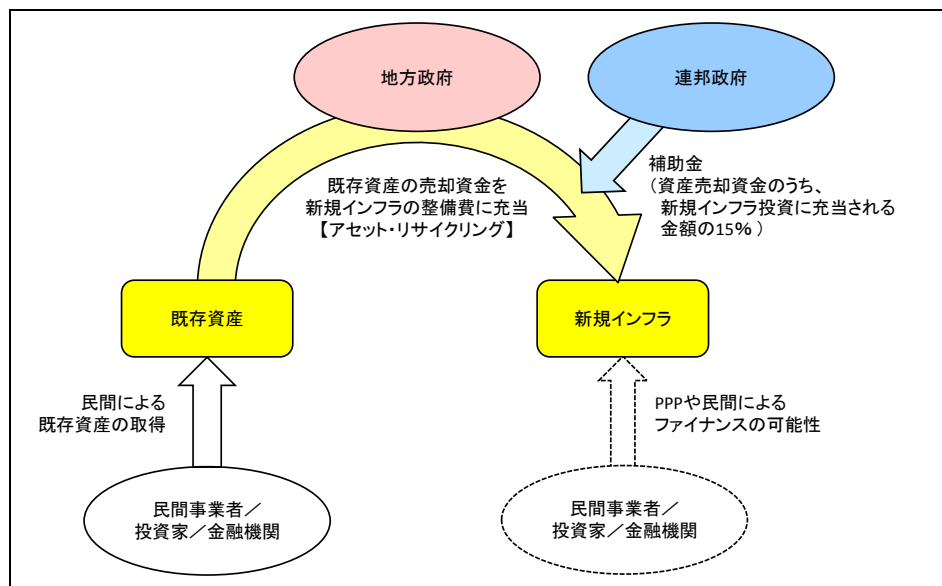 地方政府
連邦政府
既存資産の売却資金を
新規インフラの整備費に充当
【アセット・リサイクリング】
補助金
（資産売却資金のうち、
新規インフラ投資に充当される
金額の15％）
既存資産
新規インフラ
民間による
既存資産の取得
PPPや民間による
ファイナンスの可能性
民間事業者／
投資家／金融機関
民間事業者／
投資家／金融機関